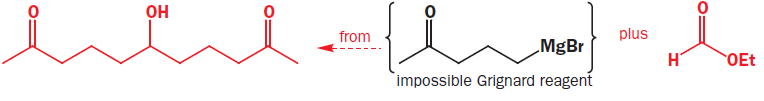 O OH O from O MgBr plus O H OEt
impossible Grignard reagent